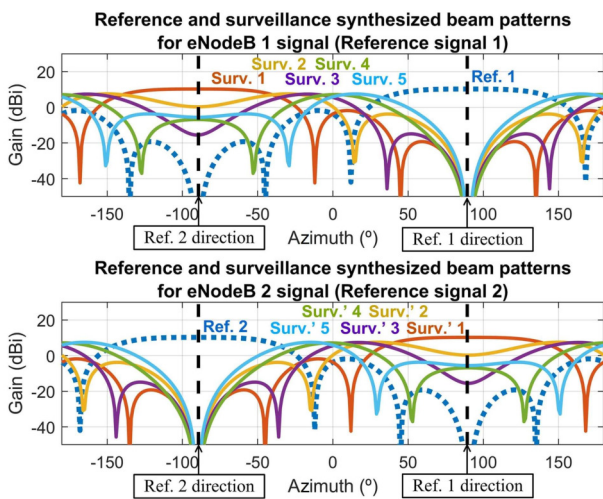 Reference and surveillance synthesized beam patterns
for eNodeB 1 signal (Reference signal 1)
Surv. 2 Surv. 4
Surv. 1 Surv. 3 Surv. 5 Ref. 1
20
0
-20
-40
Gain (dBi)
-150 -100 -50 0 50 100 150
Azimuth (º)
Ref. 2 direction
Ref. 1 direction
Reference and surveillance synthesized beam patterns
for eNodeB 2 signal (Reference signal 2)
Surv.' 4 Surv.' 2
Ref. 2 Surv.' 5 Surv.' 3 Surv.' 1
20
0
-20
-40
Gain (dBi)
-150 -100 -50 0 50 100 150
Azimuth (º)
Ref. 2 direction
Ref. 1 direction